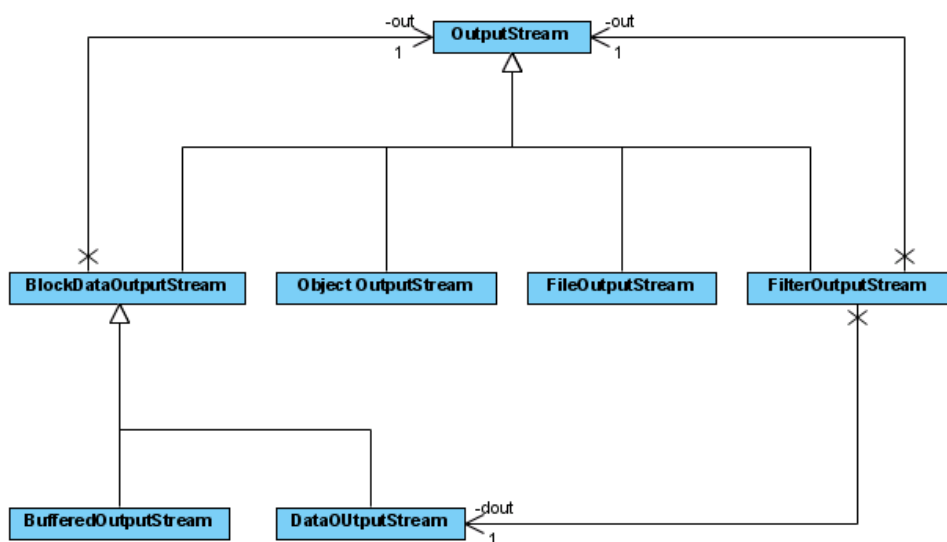 -out
-out
OutputStream
1
1
BlockDataOutputStream
Object OutputStream
FileOutputStream
FilterOutputStream
BufferedOutputStream
DataOUtputStream
-dout
1